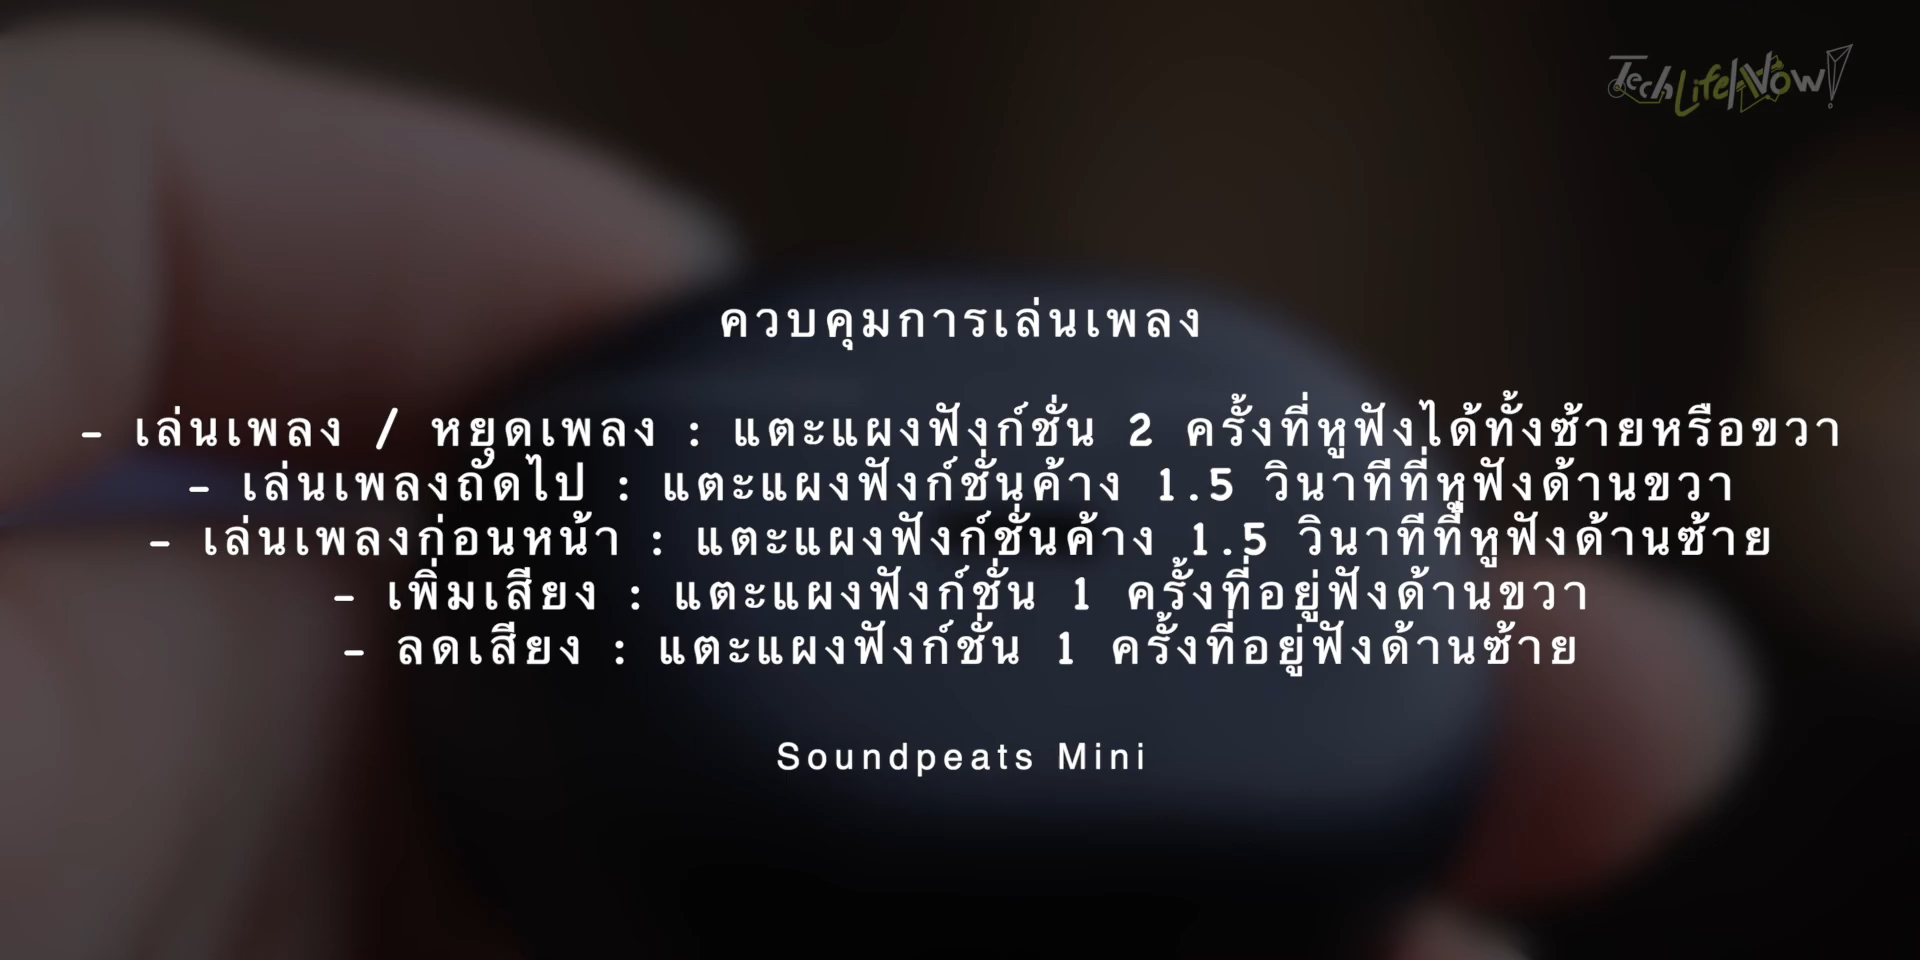 Tech Life Now!
ควบคุมการเล่นเพลง
- เล่นเพลง / หยุดเพลง : แตะแผงฟังก์ชั่น 2 ครั้งที่หูฟังได้ทั้งซ้ายหรือขวา
- เล่นเพลงถัดไป : แตะแผงฟังก์ชั่นค้าง 1.5 วินาทีที่หูฟังด้านขวา
- เล่นเพลงก่อนหน้า : แตะแผงฟังก์ชั่นค้าง 1.5 วินาทีที่หูฟังด้านซ้าย
- เพิ่มเสียง : แตะแผงฟังก์ชั่น 1 ครั้งที่อยู่ฟังด้านขวา
- ลดเสียง : แตะแผงฟังก์ชั่น 1 ครั้งที่อยู่ฟังด้านซ้าย
Soundpeats Mini